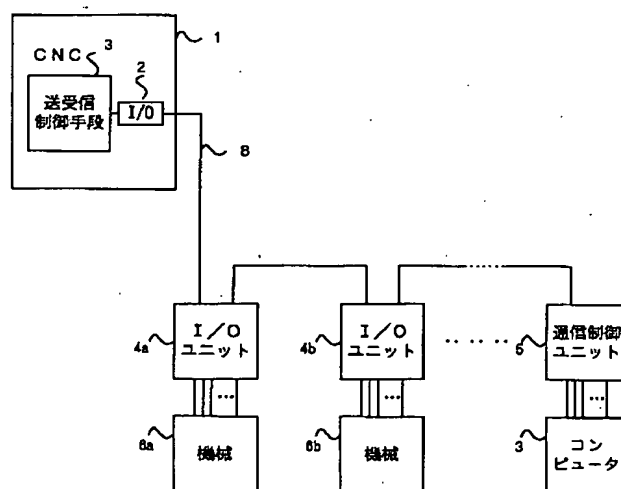 CNC
3
1
2
送受信
制御手段
I/O
8
I/O
ユニット
4a
I/O
ユニット
4b
通信制御
ユニット
5
機械
6a
機械
6b
コン
ピュータ
3